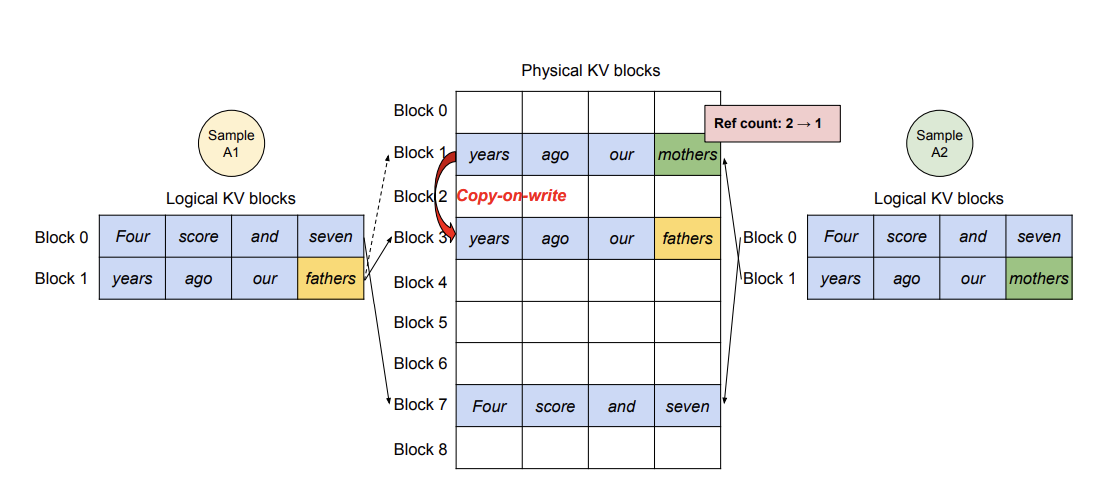 Physical KV blocks
Sample
A1
Logical KV blocks
Block 0 Four score and seven
Block 1 years ago our fathers
Block 0
Block 1 years ago our mothers
Block 2 Copy-on-write
Block 3 years ago our fathers
Block 4
Block 5
Block 6
Block 7 Four score and seven
Block 8
Ref count: 2 → 1
Sample
A2
Logical KV blocks
Block 0 Four score and seven
Block 1 years ago our mothers